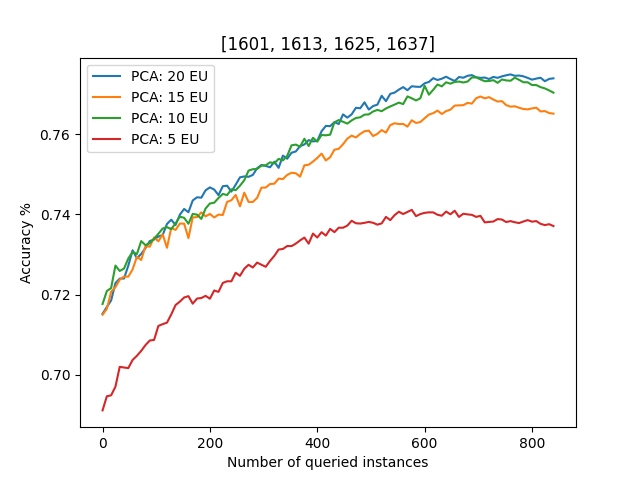 [1601, 1613, 1625, 1637]
PCA: 20 EU
PCA: 15 EU
PCA: 10 EU
PCA: 5 EU
Accuracy %
0.76
0.74
0.72
0.70
0 200 400 600 800
Number of queried instances